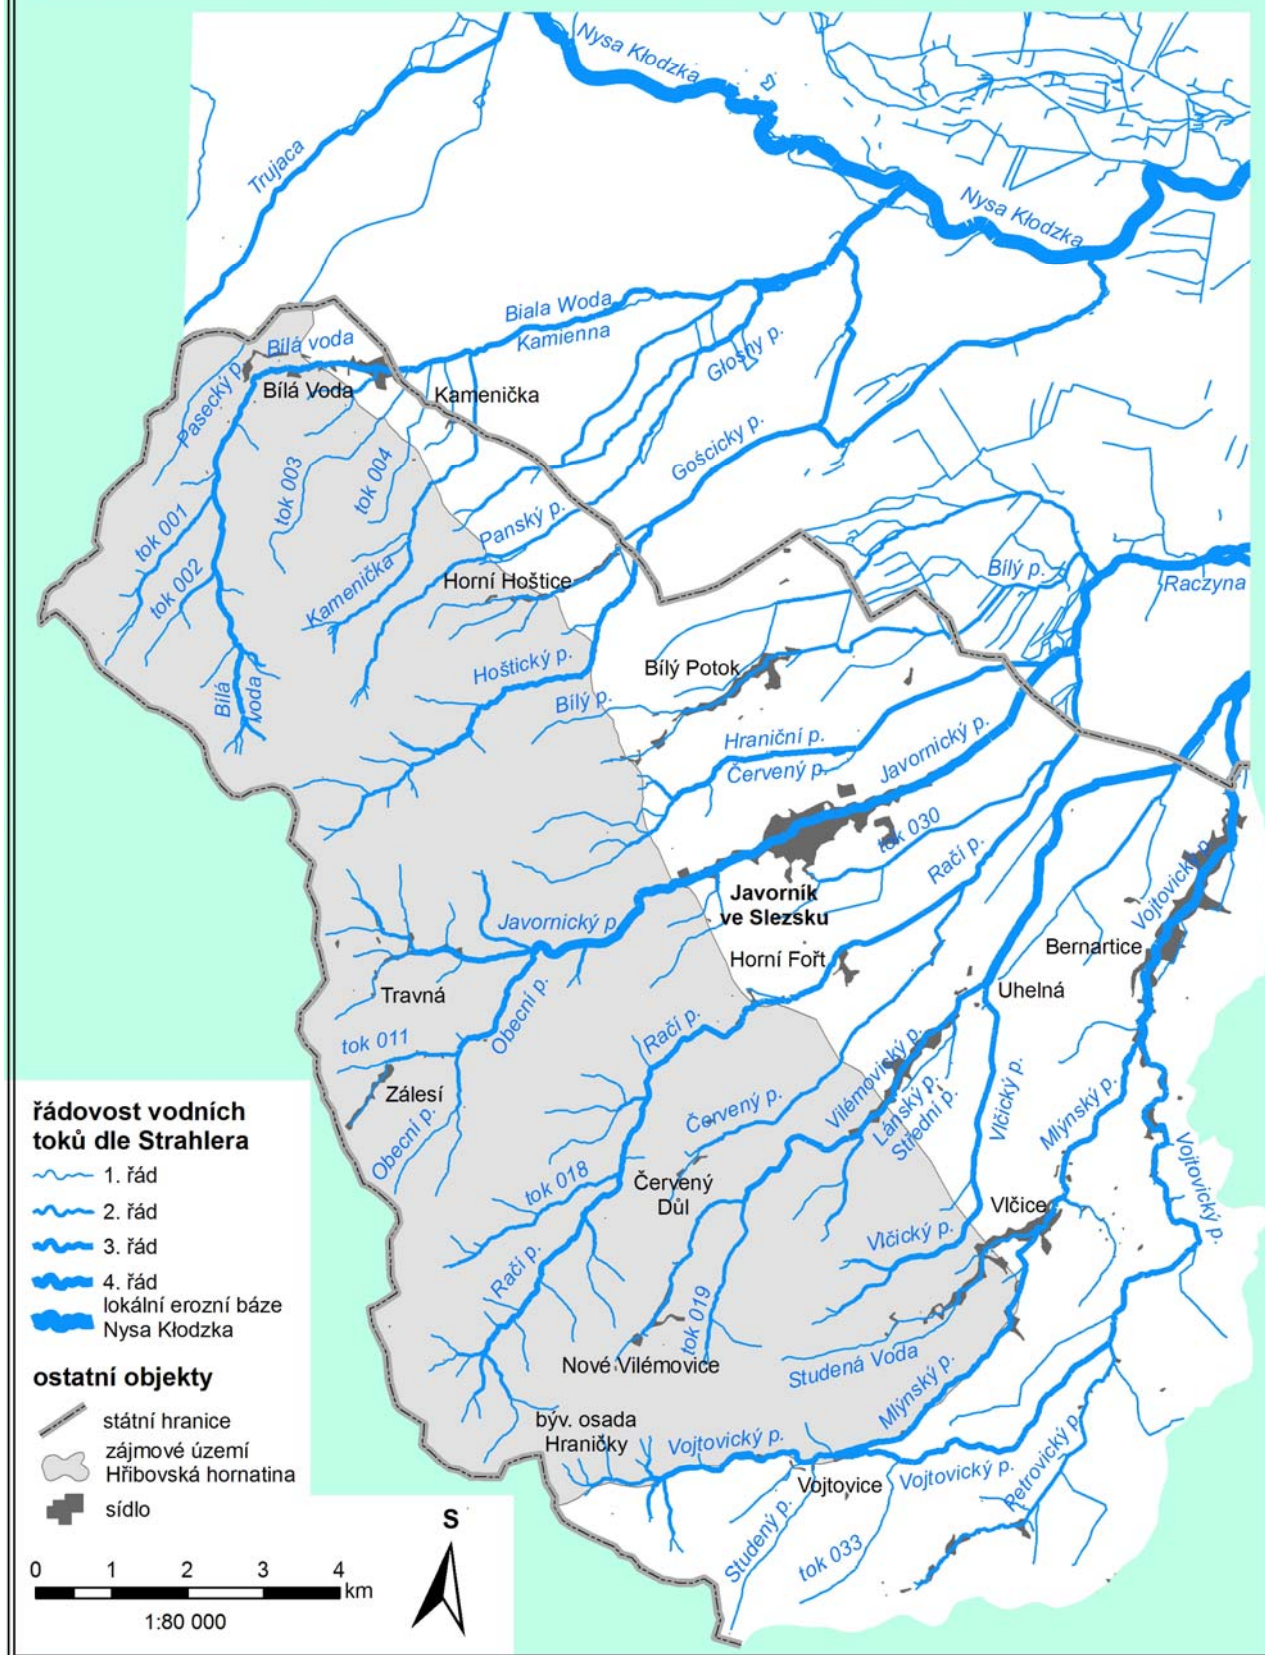 Nysa Kłodzka
Trujaca
Nysa Kłodzka
Biala Woda
Kamienna
Bílá voda
Głosny p.
Pasecký p.
Bílá Voda
Kamenička
Gościcky p.
tok 003
tok 004
tok 001
Panský p.
tok 002
Kamenička
Horní Hoštice
Bílý p.
Raczyna
Hoštický p.
Bílý Potok
Bílá
voda
Bílý p.
Hraniční p.
Červený p.
Javornický p.
tok 030
Račí p.
Javorník
ve Slezsku
Vojtovický p.
Javornický p.
Horní Fořt
Bernartice
Travná
Uhelná
Obecní p.
tok 011
Račí p.
Zálesí
Vilémovický p.
Lánský p.
Střední p.
Vlčický p.
Mlýnský p.
Červený p.
Obecní p.
Vojtovický p.
tok 018
Červený
Důl
Vlčice
Vlčický p.
Račí p.
tok 019
Nové Vilémovice
Studená Voda
Mlýnský p.
býv. osada
Hraničky
Vojtovický p.
Vojtovice
Vojtovický p.
Petrovický p.
Studený p.
tok 033
řádovost vodních
toků dle Strahlera
1. řád
2. řád
3. řád
4. řád
lokální erozní báze
Nysa Kłodzka
ostatní objekty
státní hranice
zájmové území
Hřibovská hornatina
sídlo
S
0 1 2 3 4
km
1:80 000